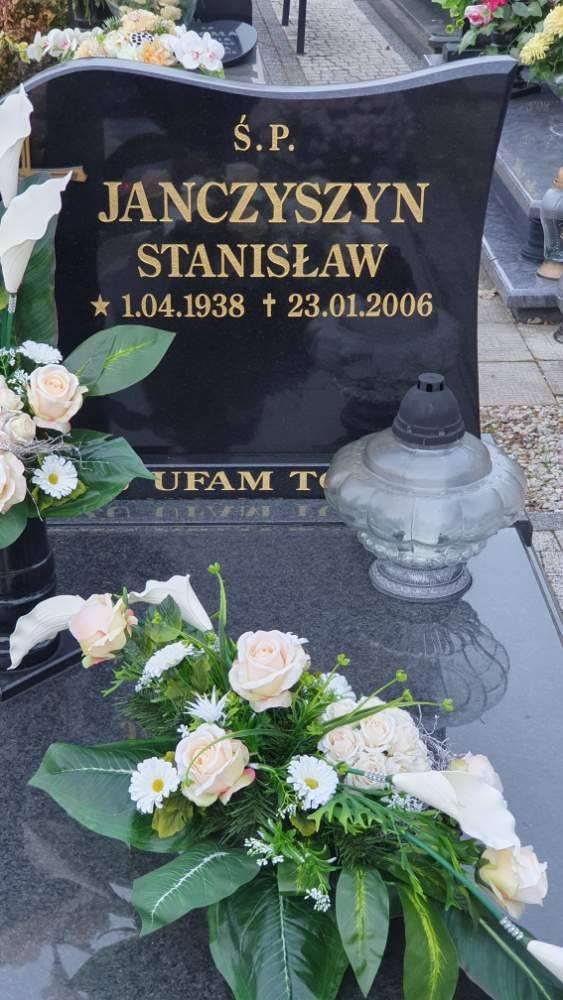 Ś.P.
JANCZYSZYN
STANISŁAW
★ 1.04.1938 ✝ 23.01.2006
UFAM